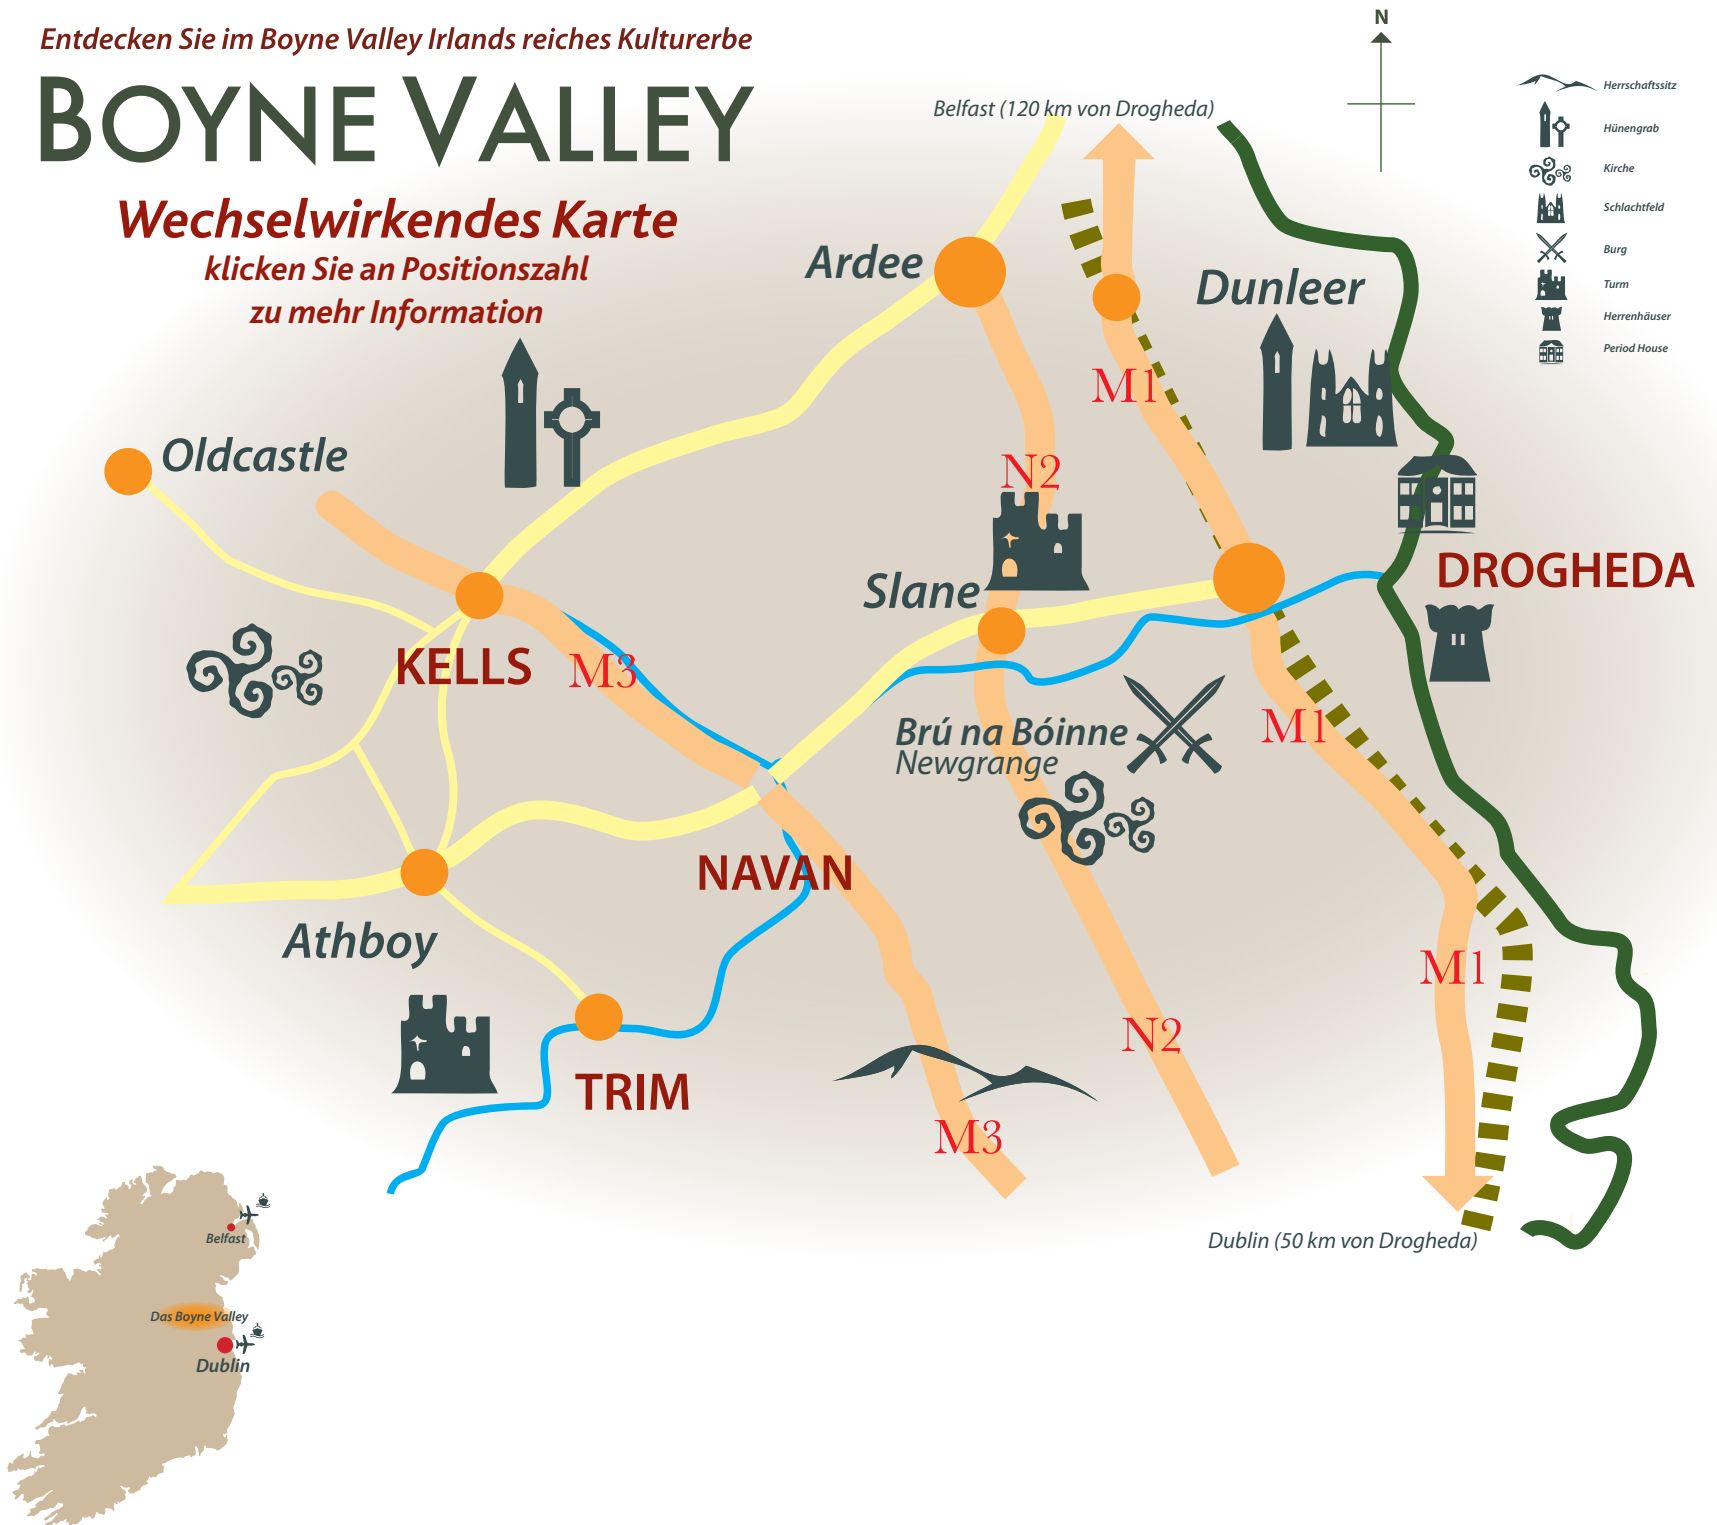 Entdecken Sie im Boyne Valley Irlands reiches Kulturerbe
BOYNE VALLEY
Wechselwirkendes Karte
klicken Sie an Positionszahl
zu mehr Information
N
Belfast (120 km von Drogheda)
Herrschaftssitz
Hünengrab
Kirche
Schlachtfeld
Burg
Turm
Herrenhäuser
Period House
Ardee
Dunleer
M1
Oldcastle
N2
Slane
DROGHEDA
KELLS
M3
Brú na Bóinne
Newgrange
M1
NAVAN
Athboy
M1
N2
TRIM
M3
Dublin (50 km von Drogheda)
Belfast
Das Boyne Valley
Dublin